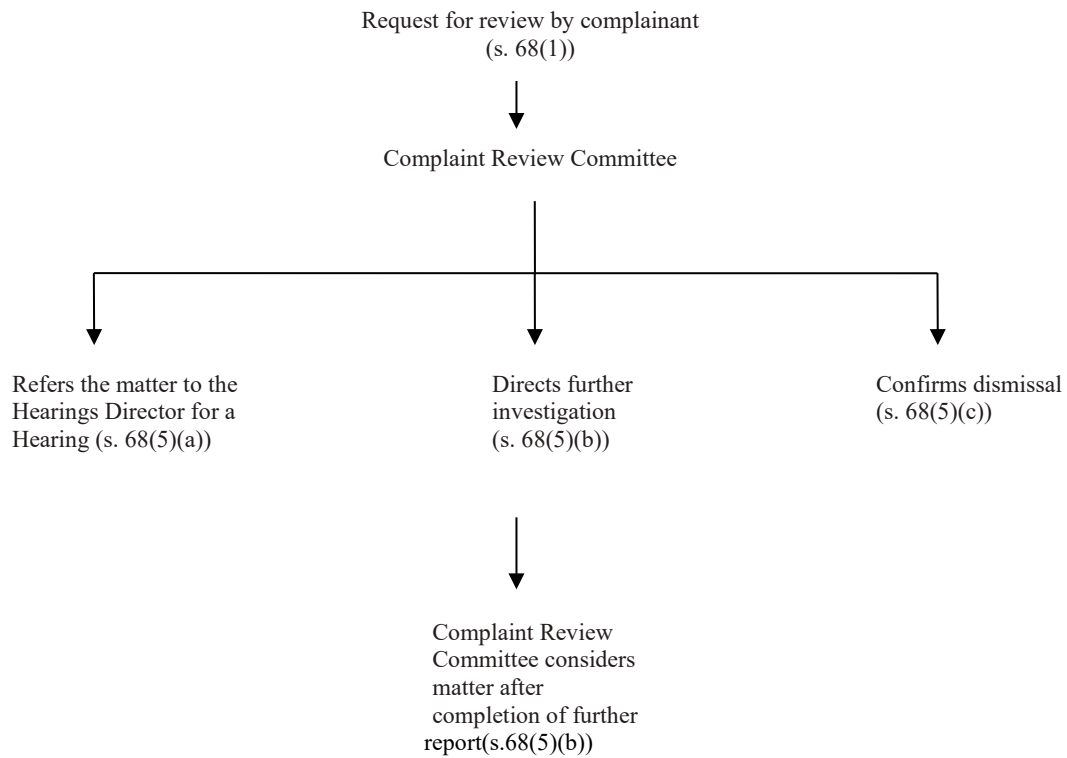 Request for review by complainant
(s. 68(1))
Complaint Review Committee
Refers the matter to the
Hearings Director for a
Hearing (s. 68(5)(a))
Directs further
investigation
(s. 68(5)(b))
Confirms dismissal
(s. 68(5)(c))
Complaint Review
Committee considers
matter after
completion of further
report(s.68(5)(b))